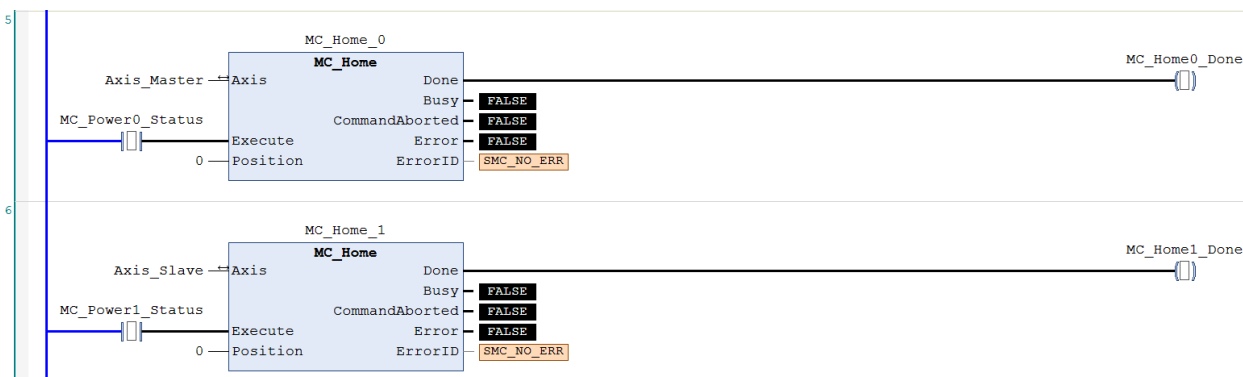 5
MC_Home_0
MC_Home
MC_Home0_Done
Axis_Master Axis Done
Busy FALSE
MC_Power0_Status CommandAborted FALSE
Execute Error FALSE
0 Position ErrorID SMC_NO_ERR
6
MC_Home_1
MC_Home
MC_Home1_Done
Axis_Slave Axis Done
Busy FALSE
MC_Power1_Status CommandAborted FALSE
Execute Error FALSE
0 Position ErrorID SMC_NO_ERR